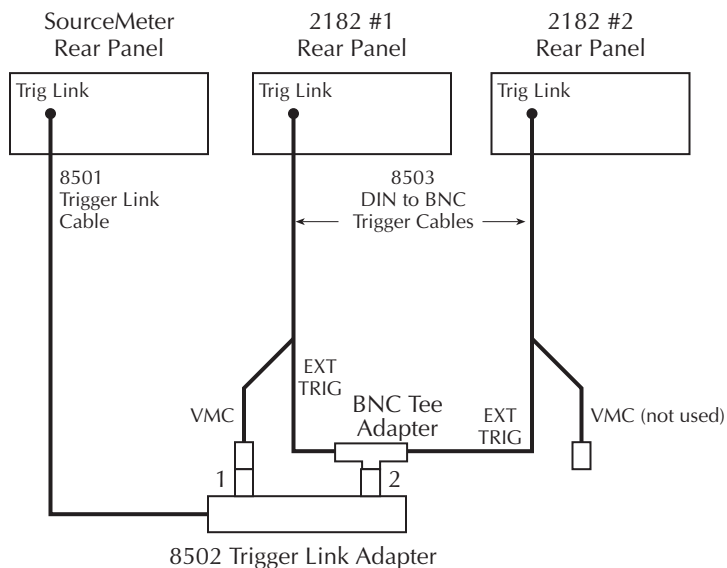 SourceMeter
Rear Panel
2182 #1
Rear Panel
2182 #2
Rear Panel
Trig Link
Trig Link
Trig Link
8501
Trigger Link
Cable
8503
DIN to BNC
Trigger Cables
EXT
TRIG
VMC
BNC Tee
Adapter
EXT
TRIG
VMC (not used)
1
2
8502 Trigger Link Adapter